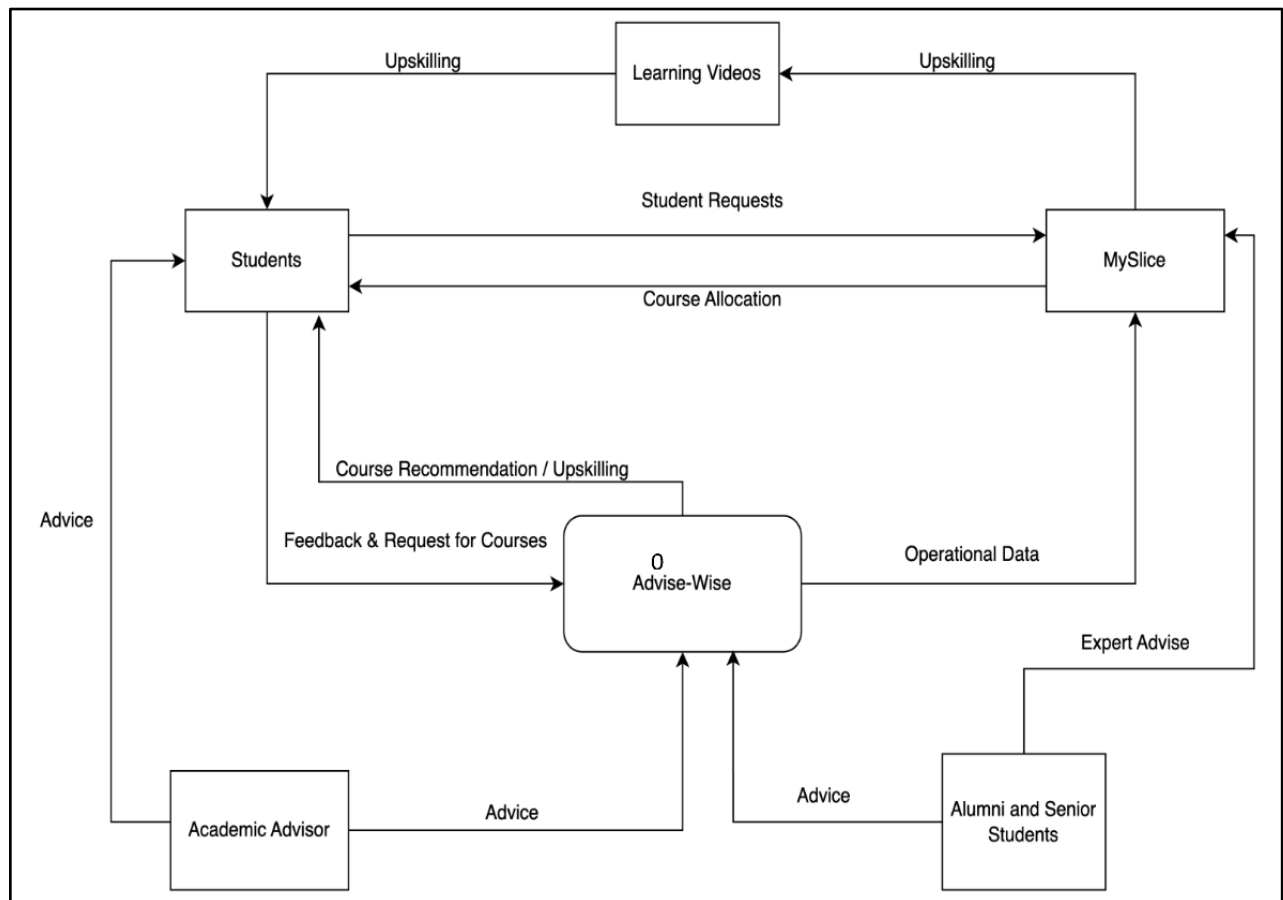 Upskilling
Learning Videos
Upskilling
Student Requests
Students
MySlice
Course Allocation
Course Recommendation / Upskilling
Advice
Feedback & Request for Courses
0
Advise-Wise
Operational Data
Expert Advise
Academic Advisor
Advice
Advice
Alumni and Senior
Students